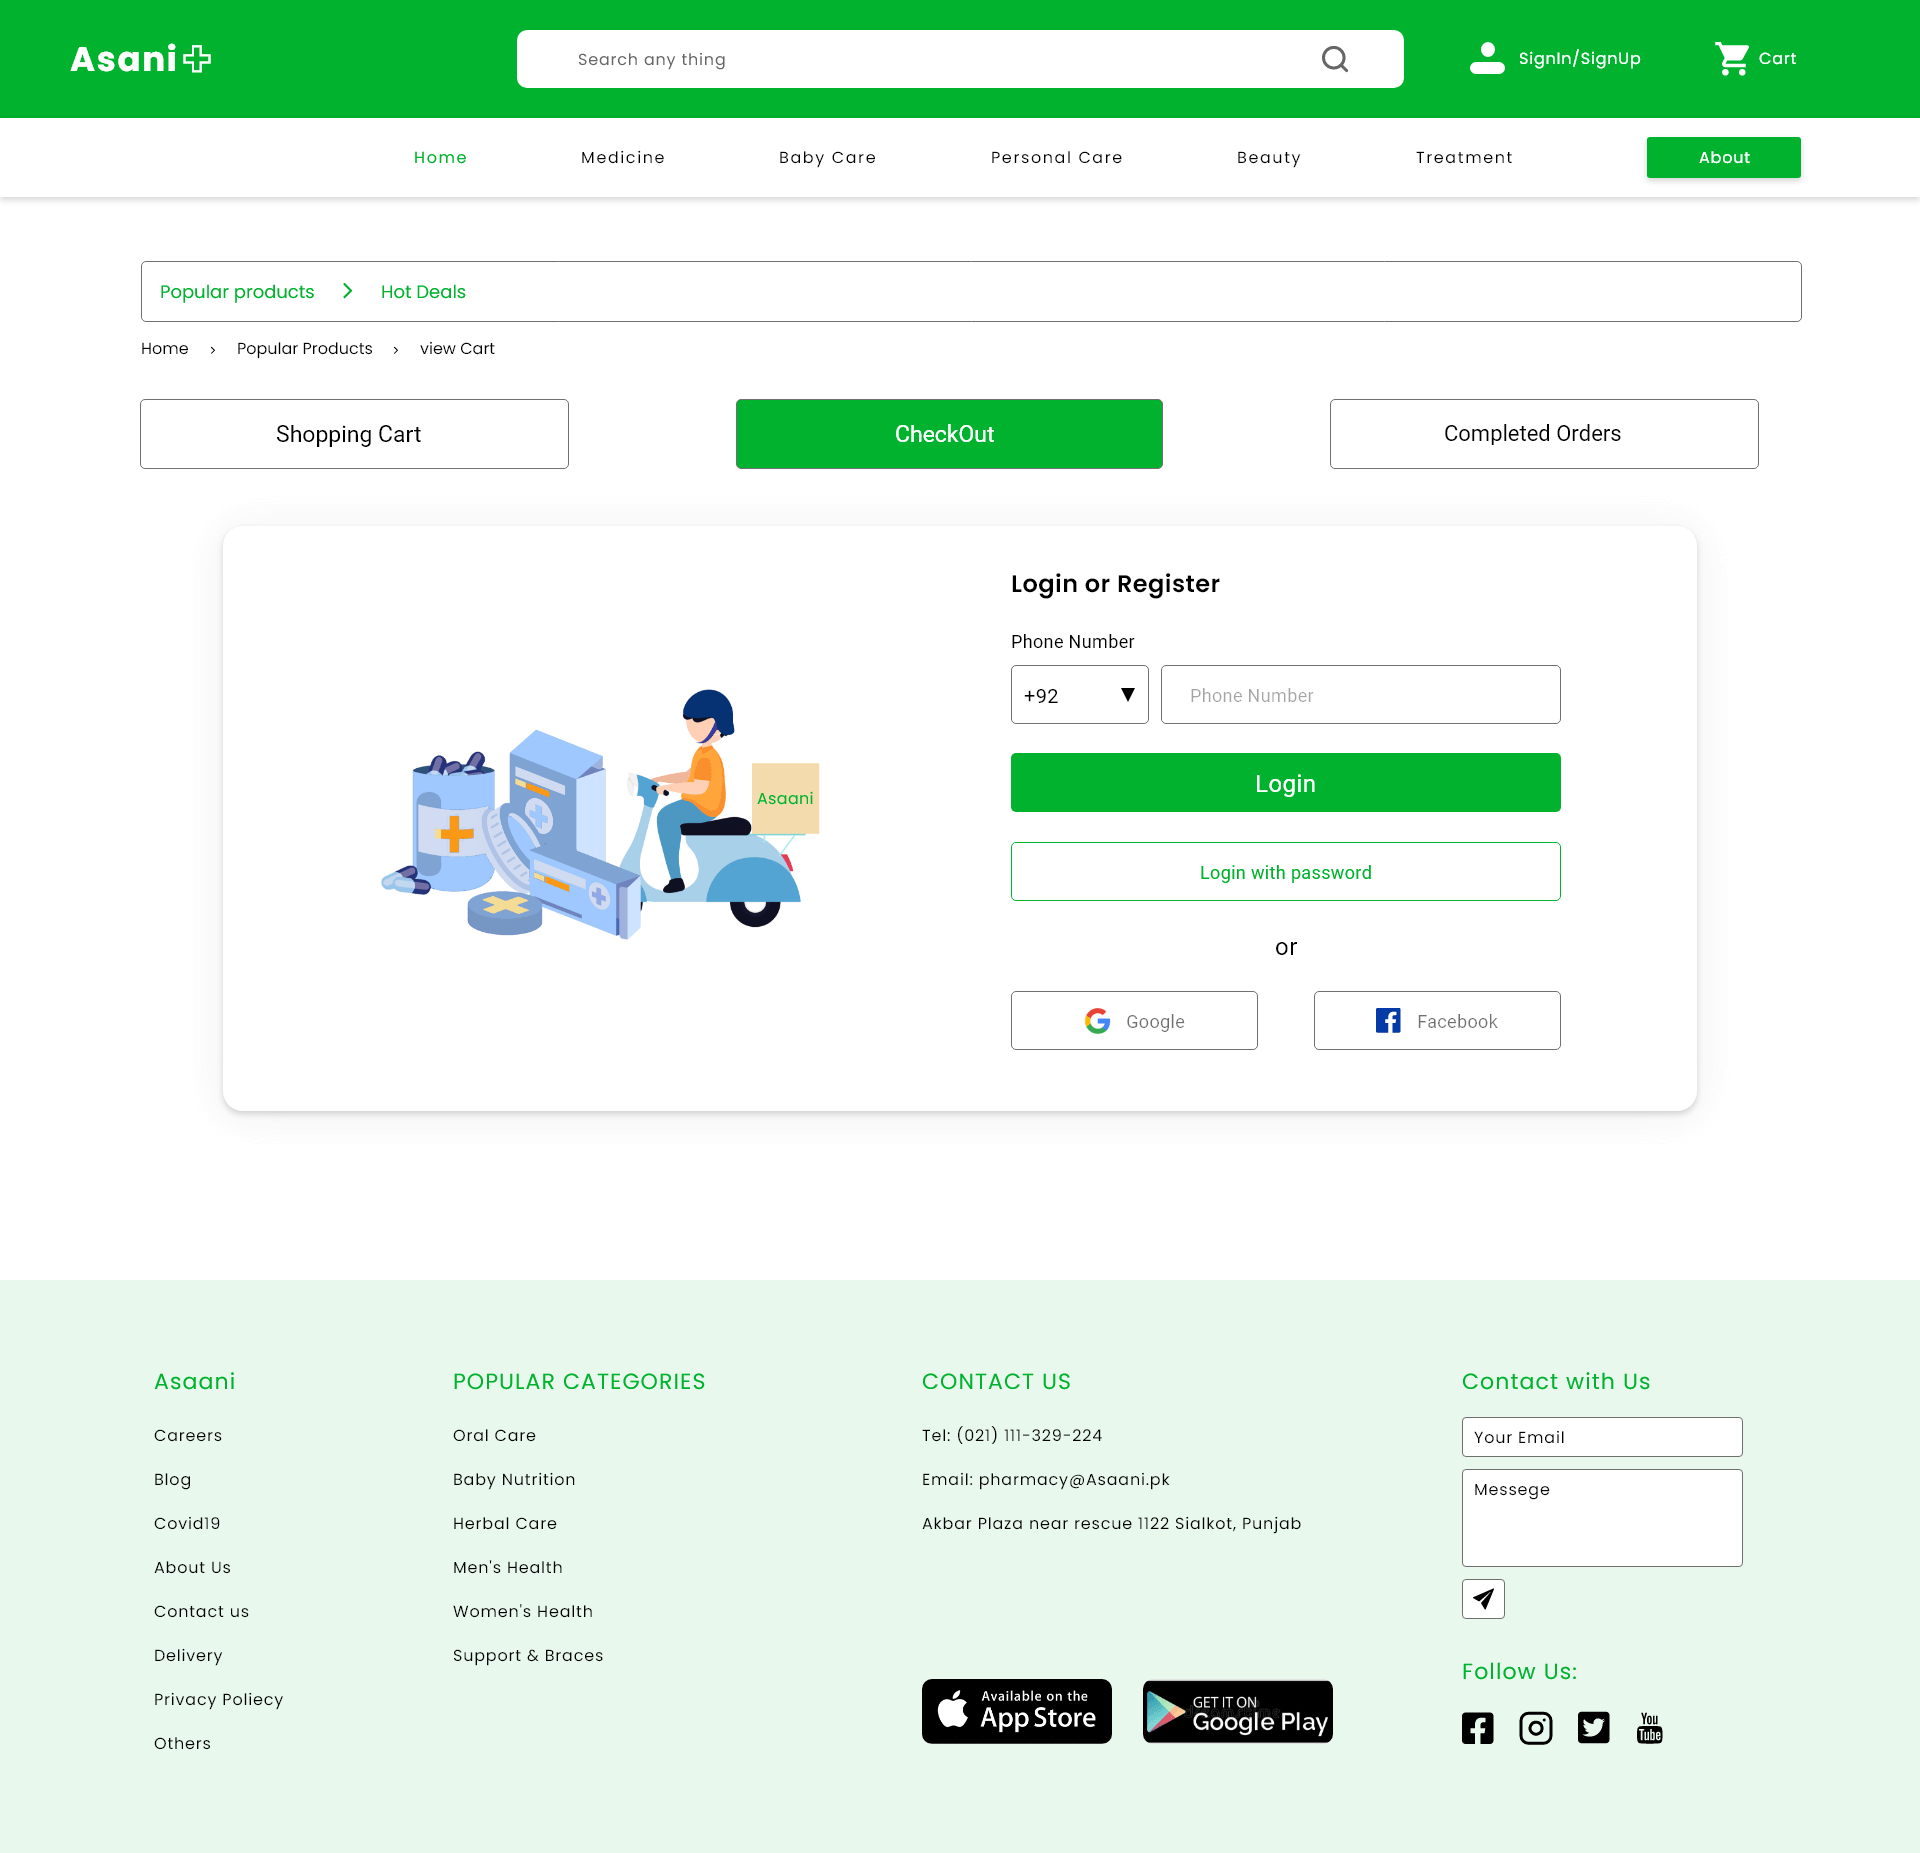 Asani
Search any thing
SignIn/SignUp
Cart
Home
Medicine
Baby Care
Personal Care
Beauty
Treatment
About
Popular products
Hot Deals
Home › Popular Products › view Cart
Shopping Cart
CheckOut
Completed Orders
Login or Register
Phone Number
+92
Phone Number
Asaani
Login
Login with password
or
Google
Facebook
Asaani
Careers
Blog
Covid19
About Us
Contact us
Delivery
Privacy Poliecy
Others
POPULAR CATEGORIES
Oral Care
Baby Nutrition
Herbal Care
Men's Health
Women's Health
Support & Braces
CONTACT US
Tel: (021) 111-329-224
Email: pharmacy@Asaani.pk
Akbar Plaza near rescue 1122 Sialkot, Punjab
Available on the
App Store
GET IT ON
Google Play
Contact with Us
Your Email
Messege
Follow Us:
You
Tube